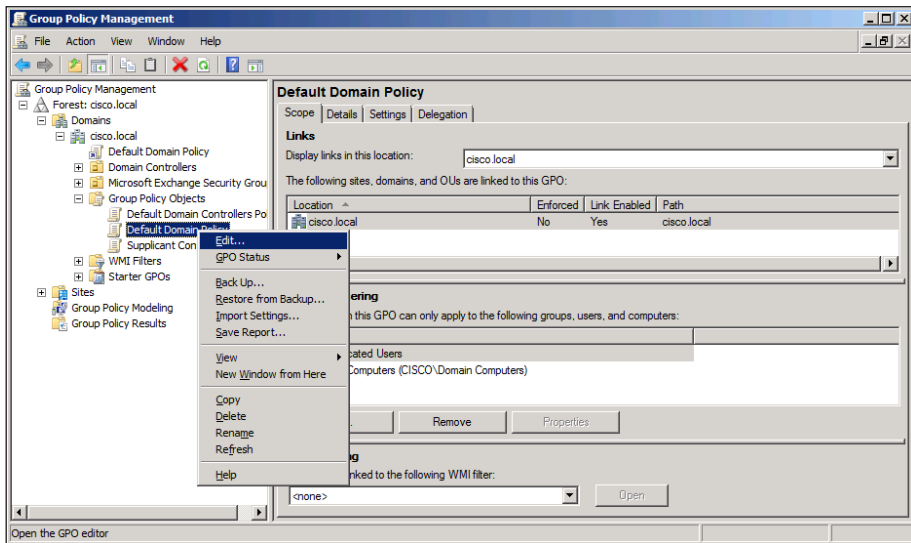 Group Policy Management
File Action View Window Help
Group Policy Management
Forest: cisco.local
Domains
cisco.local
Default Domain Policy
Domain Controllers
Microsoft Exchange Security Grou
Group Policy Objects
Default Domain Controllers Po
Default Domain Policy
Supplicant Con
WMI Filters
Starter GPOs
Sites
Group Policy Modeling
Group Policy Results
Edit...
GPO Status
Back Up...
Restore from Backup...
Import Settings...
Save Report...
View
New Window from Here
Copy
Delete
Rename
Refresh
Help
Default Domain Policy
Scope Details Settings Delegation
Links
Display links in this location: cisco.local
The following sites, domains, and OUs are linked to this GPO:
Location Enforced Link Enabled Path
cisco.local No Yes cisco.local
ering
this GPO can only apply to the following groups, users, and computers:
cated Users
Computers (CISCO\Domain Computers)
Remove Properties
g
nked to the following WMI filter:
<none> Open
Open the GPO editor